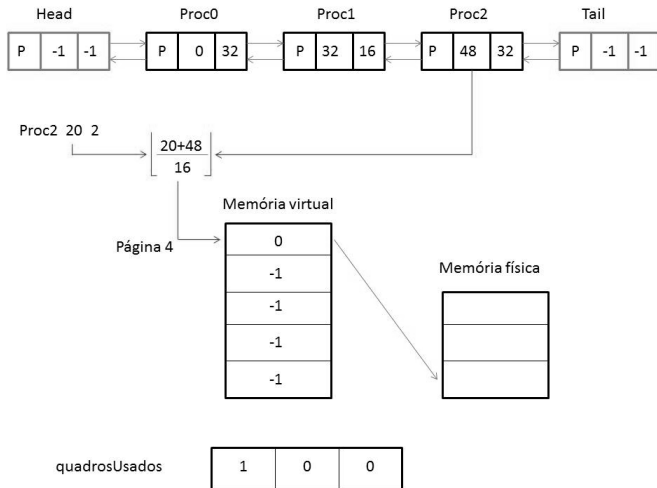 Head Proc0 Proc1 Proc2 Tail
P -1 -1 P 0 32 P 32 16 P 48 32 P -1 -1
Proc2 20 2
20+48
16
Memória virtual
Página 4
0
-1
-1
-1
-1
Memória física
quadrosUsados 1 0 0